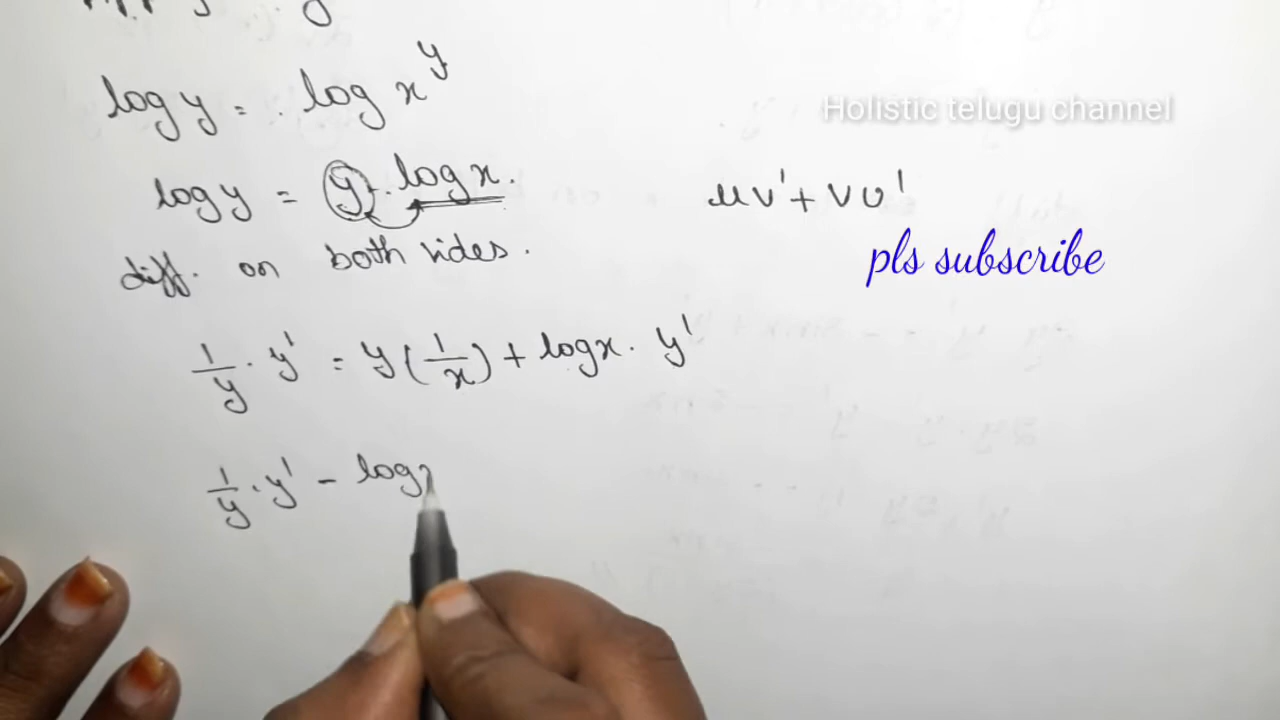 log y = log x^y
Holistic telugu channel
log y = y . log x .
uv' + vu'
diff. on both sides .
pls subscribe
1/y . y' = y (1/x) + log x . y'
1/y . y' - log